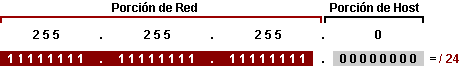 Porción de Red Porción de Host
255 . 255 . 255 . 0
11111111 . 11111111 . 11111111 . 00000000 = / 24